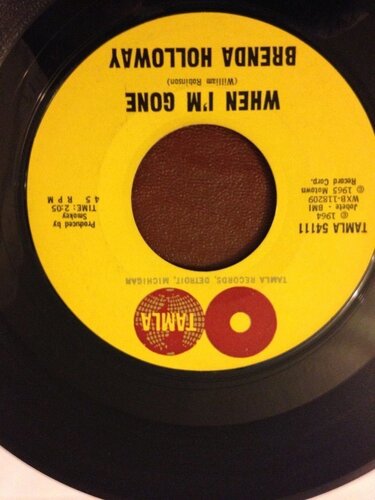 TAMLA
TAMLA RECORDS, DETROIT, MICHIGAN
TAMLA 54111
Jobete - BMI
© 1964
WXB-118209
℗ 1965 Motown
Record Corp.
Produced by
Smokey
TIME: 2:05
45 RPM
WHEN I'M GONE
(William Robinson)
BRENDA HOLLOWAY